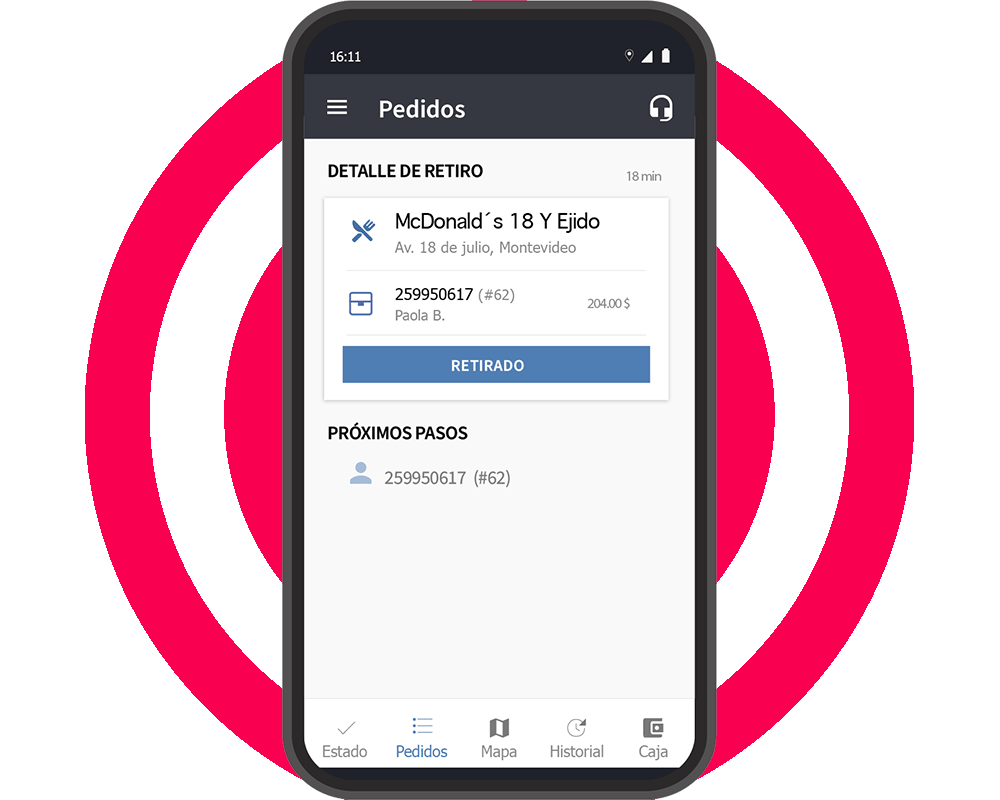 16:11
Pedidos
DETALLE DE RETIRO
18 min
McDonald´s 18 Y Ejido
Av. 18 de julio, Montevideo
259950617 (#62)
204.00 $
Paola B.
RETIRADO
PRÓXIMOS PASOS
259950617 (#62)
Estado Pedidos Mapa Historial Caja